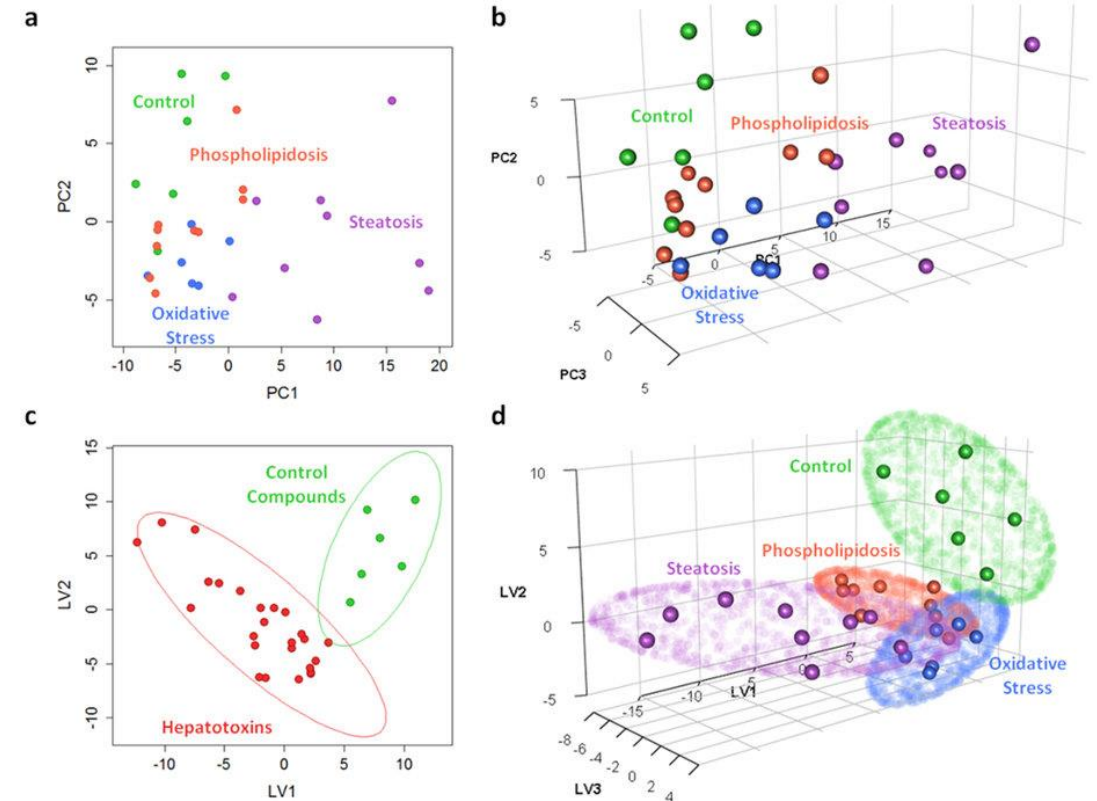 a
10
5
0
-5
PC2
-10
-5
0
5
10
15
20
PC1
Control
Phospholipidosis
Steatosis
Oxidative
Stress
b
5
0
-5
PC2
Control
Phospholipidosis
Steatosis
-5
0
5
10
15
PC1
Oxidative
Stress
-5
0
5
PC3
c
15
10
5
0
-5
-10
LV2
Control
Compounds
Hepatotoxins
-10
-5
0
5
10
LV1
d
10
5
0
-5
LV2
Control
Phospholipidosis
Steatosis
Oxidative
Stress
-15
-10
-5
0
5
LV1
-8
-6
-4
-2
0
2
4
LV3